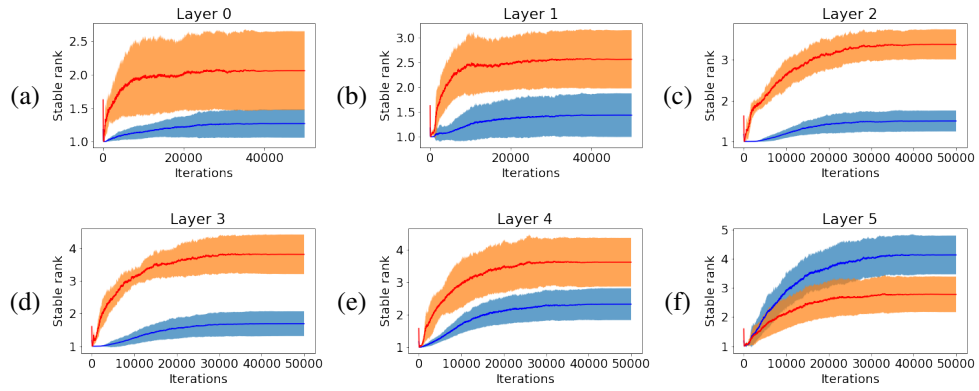 Layer 0
(a)
Stable rank
2.5
2.0
1.5
1.0
0 20000 40000
Iterations
Layer 1
(b)
Stable rank
3.0
2.5
2.0
1.5
1.0
0 20000 40000
Iterations
Layer 2
(c)
Stable rank
3
2
1
0 10000 20000 30000 40000 50000
Iterations
Layer 3
(d)
Stable rank
4
3
2
1
0 10000 20000 30000 40000 50000
Iterations
Layer 4
(e)
Stable rank
4
3
2
1
0 10000 20000 30000 40000 50000
Iterations
Layer 5
(f)
Stable rank
5
4
3
2
1
0 10000 20000 30000 40000 50000
Iterations